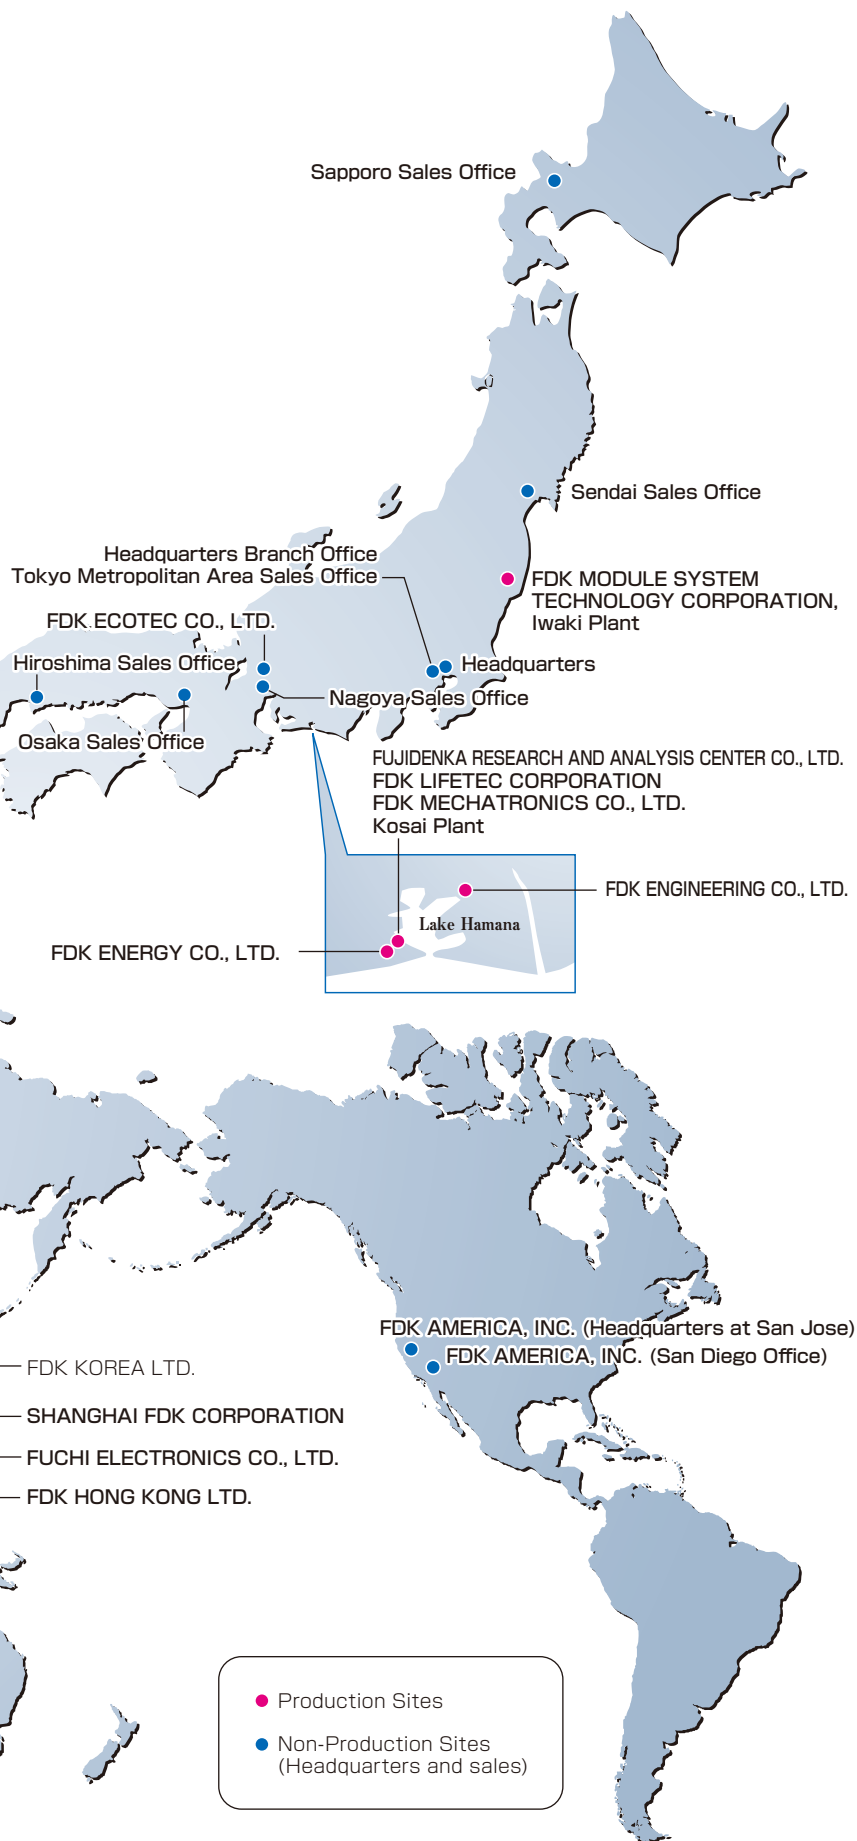 Sapporo Sales Office
Sendai Sales Office
Headquarters Branch Office
Tokyo Metropolitan Area Sales Office
FDK MODULE SYSTEM
TECHNOLOGY CORPORATION,
Iwaki Plant
FDK ECOTEC CO., LTD.
Hiroshima Sales Office
Headquarters
Nagoya Sales Office
Osaka Sales Office
FUJIDENKA RESEARCH AND ANALYSIS CENTER CO., LTD.
FDK LIFETEC CORPORATION
FDK MECHATRONICS CO., LTD.
Kosai Plant
FDK ENGINEERING CO., LTD.
Lake Hamana
FDK ENERGY CO., LTD.
FDK AMERICA, INC. (Headquarters at San Jose)
FDK AMERICA, INC. (San Diego Office)
FDK KOREA LTD.
SHANGHAI FDK CORPORATION
FUCHI ELECTRONICS CO., LTD.
FDK HONG KONG LTD.
Production Sites
Non-Production Sites
(Headquarters and sales)